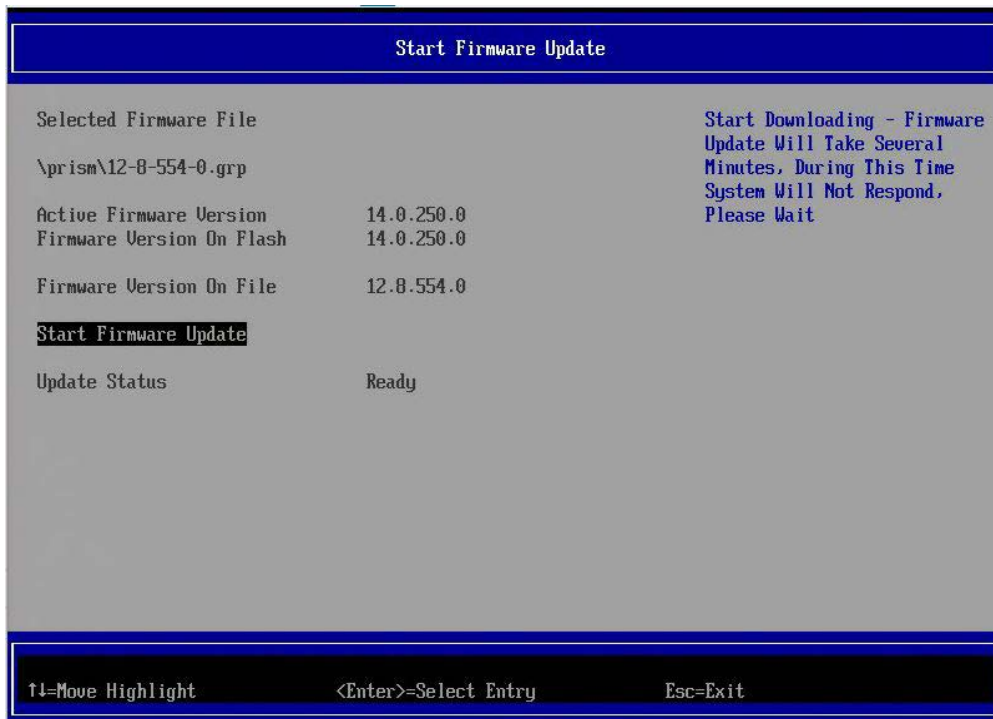 Start Firmware Update
Selected Firmware File
\prism\12-8-554-0.grp
Active Firmware Version 14.0.250.0
Firmware Version On Flash 14.0.250.0
Firmware Version On File 12.8.554.0
Start Firmware Update
Update Status Ready
Start Downloading - Firmware
Update Will Take Several
Minutes, During This Time
System Will Not Respond,
Please Wait
↑↓=Move Highlight <Enter>=Select Entry Esc=Exit